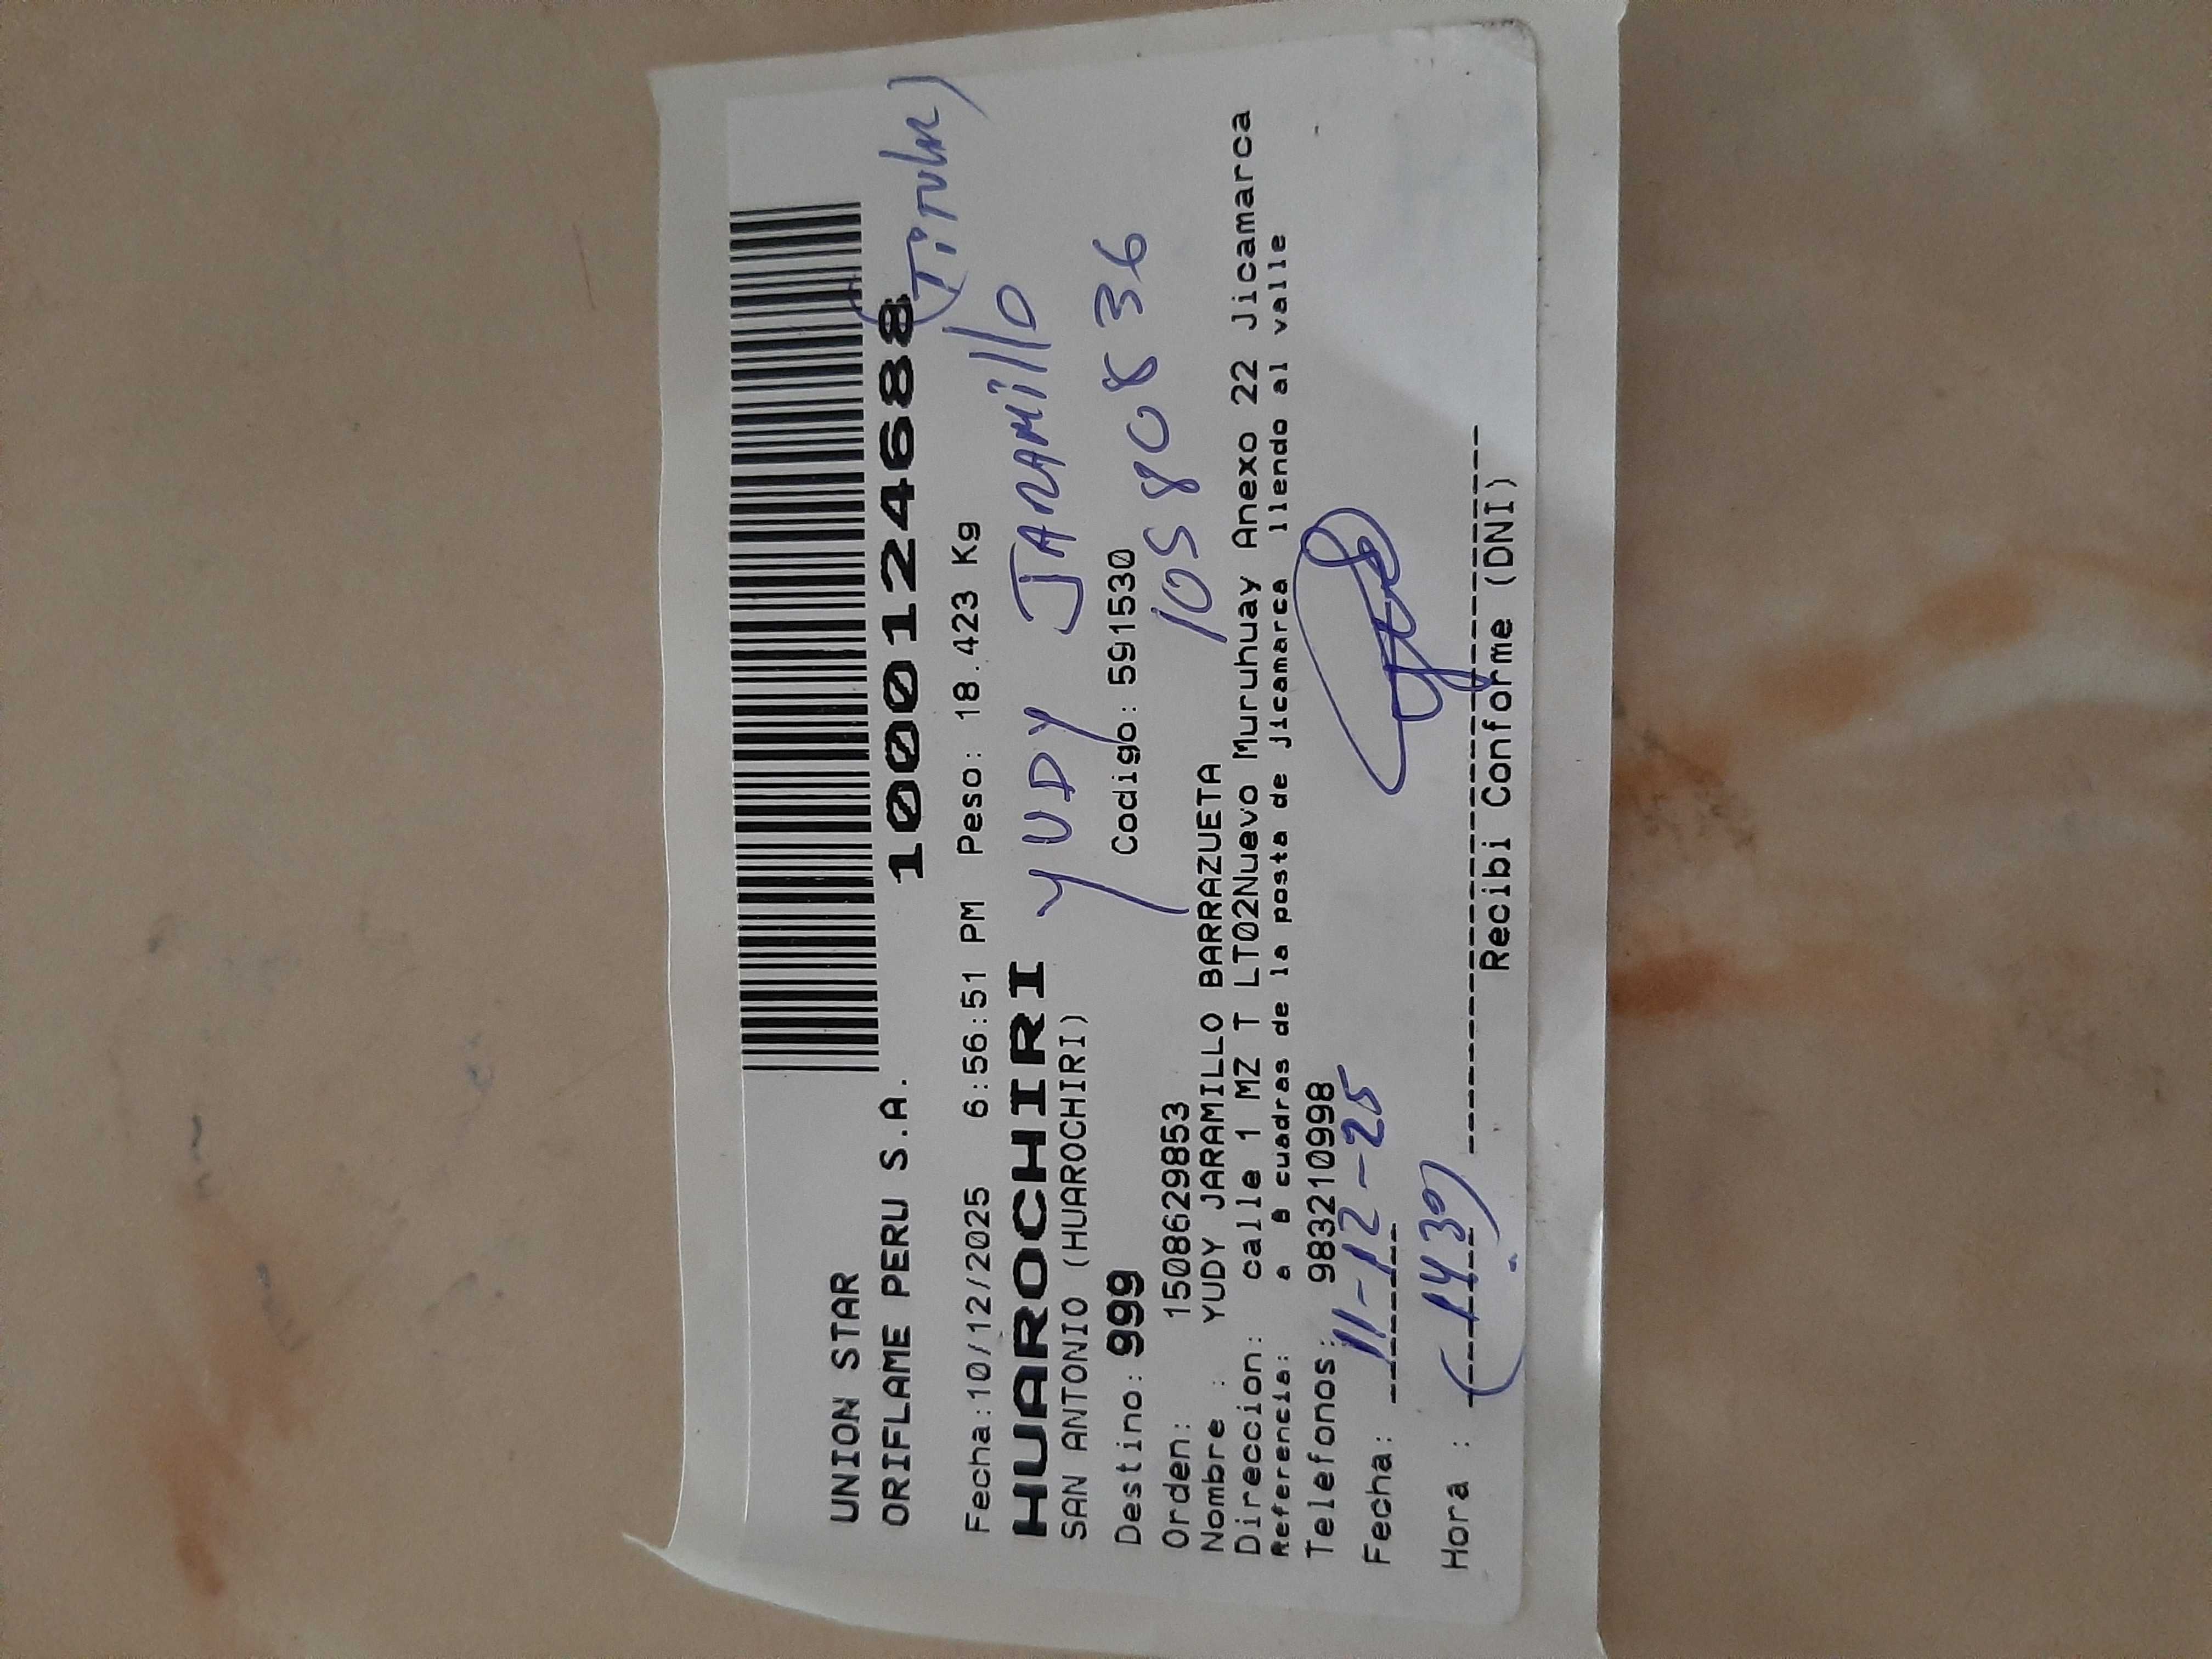 UNION STAR
ORIFLAME PERU S.A.
1000124688
(Titular)
Fecha:10/12/2025 6:56:51 PM Peso: 18.423 Kg
HUAROCHIRI
YUDY JARAMILLO
SAN ANTONIO (HUAROCHIRI)
Destino: 999 Codigo: 591530
10580836
Orden: 15086629853
Nombre : YUDY JARAMILLO BARRAZUETA
Direccion: calle 1 MZ T LT02Nuevo Muruhuay Anexo 22 Jicamarca
Referencia: a 8 cuadras de la posta de jicamarca llendo al valle
Telefonos: 983210998
Fecha: 11-12-25
Hora : (1430)
Recibi Conforme (DNI)